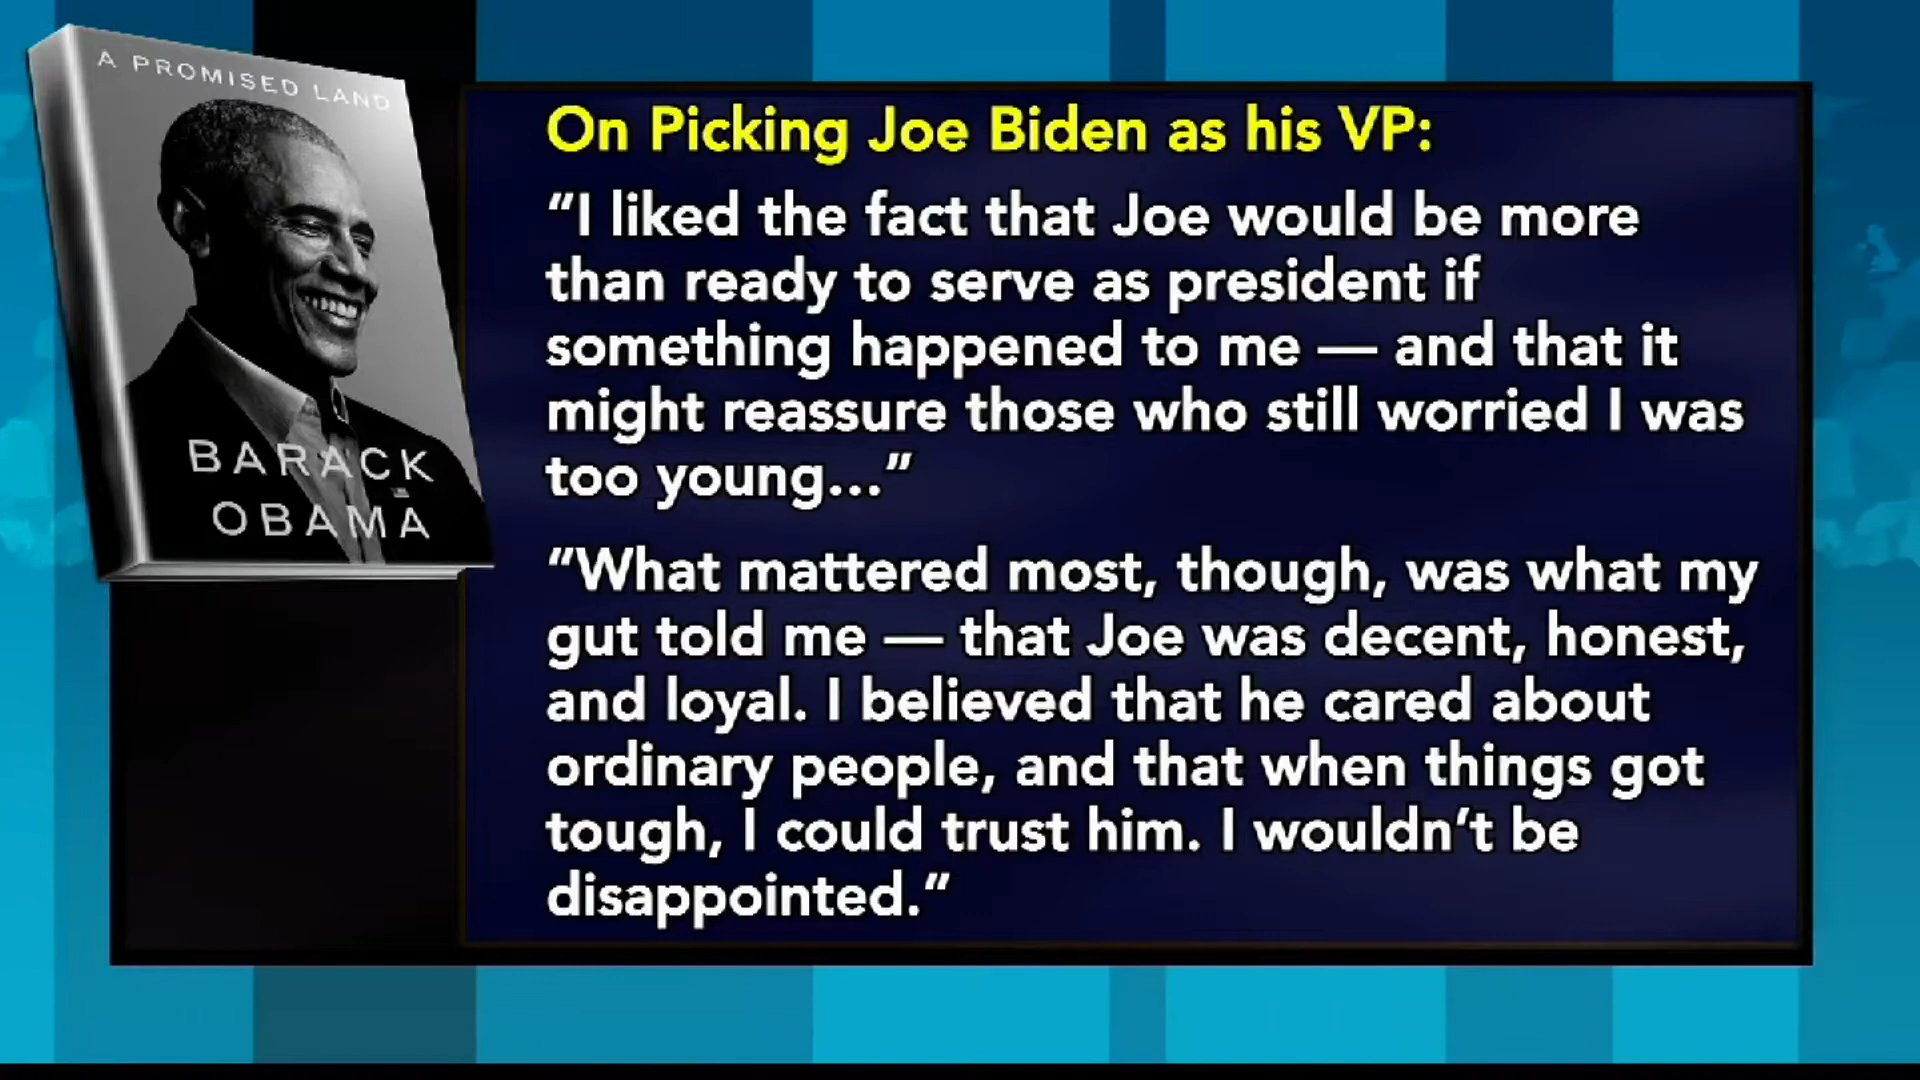 A PROMISED LAND
BARACK
OBAMA
On Picking Joe Biden as his VP:
“I liked the fact that Joe would be more
than ready to serve as president if
something happened to me — and that it
might reassure those who still worried I was
too young...”
“What mattered most, though, was what my
gut told me — that Joe was decent, honest,
and loyal. I believed that he cared about
ordinary people, and that when things got
tough, I could trust him. I wouldn’t be
disappointed.”